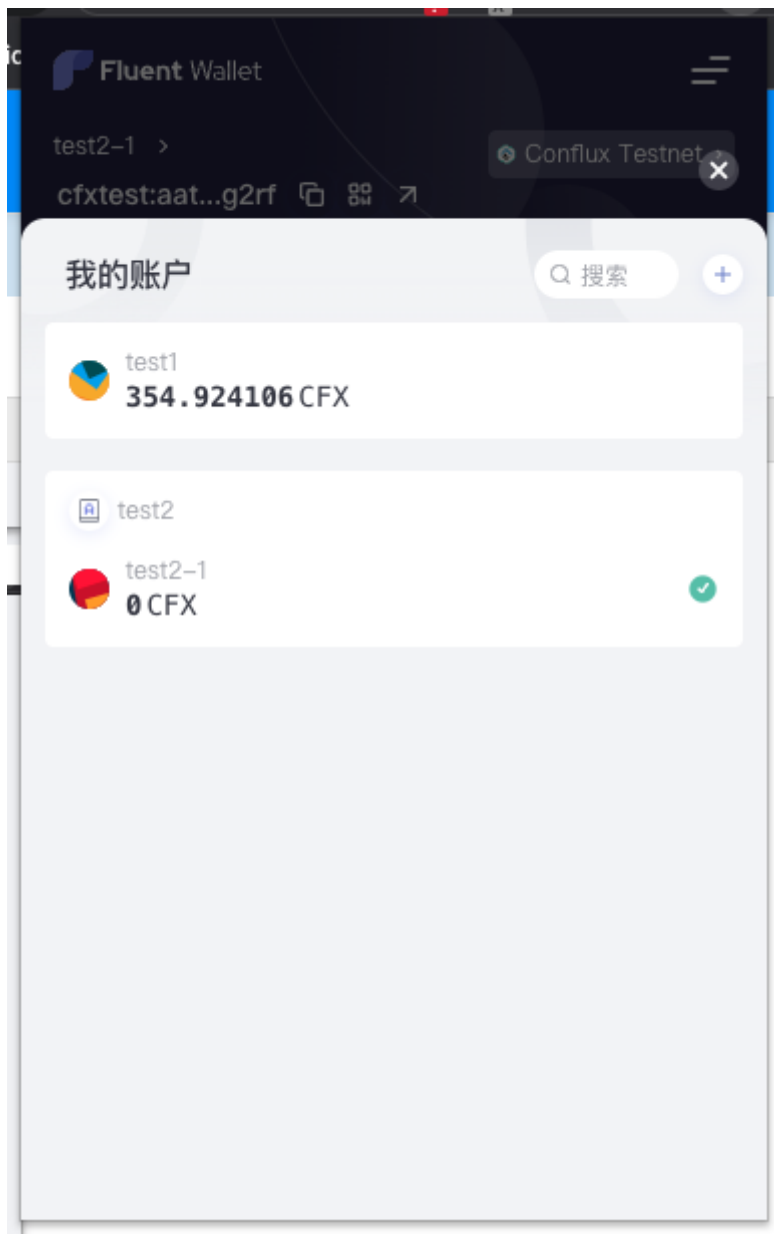 Fluent Wallet
test2-1
Conflux Testnet
cfxtest:aat...g2rf
我的账户
搜索
test1
354.924106 CFX
test2
test2-1
0 CFX